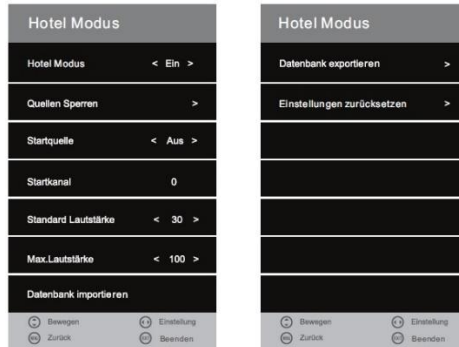 Hotel Modus
Hotel Modus < Ein >
Quellen Sperren >
Startquelle < Aus >
Startkanal 0
Standard Lautstärke < 30 >
Max.Lautstärke < 100 >
Datenbank importieren
Bewegen Einstellung
Zurück Beenden
Hotel Modus
Datenbank exportieren >
Einstellungen zurücksetzen >
Bewegen Einstellung
Zurück Beenden